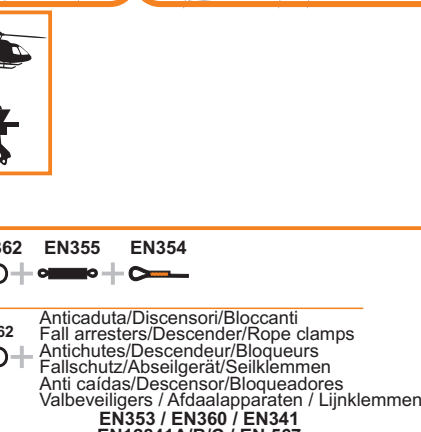 362 EN355 EN354
Anticaduta/Discensori/Bloccanti
62 Fall arresters/Descender/Rope clamps
Antichutes/Descendeur/Bloqueurs
Fallschutz/Abseilgerät/Seilklemmen
Anti caídas/Descensor/Bloqueadores
Valbeveiligers / Afdaalapparaten / Lijnklemmen
EN353 / EN360 / EN341